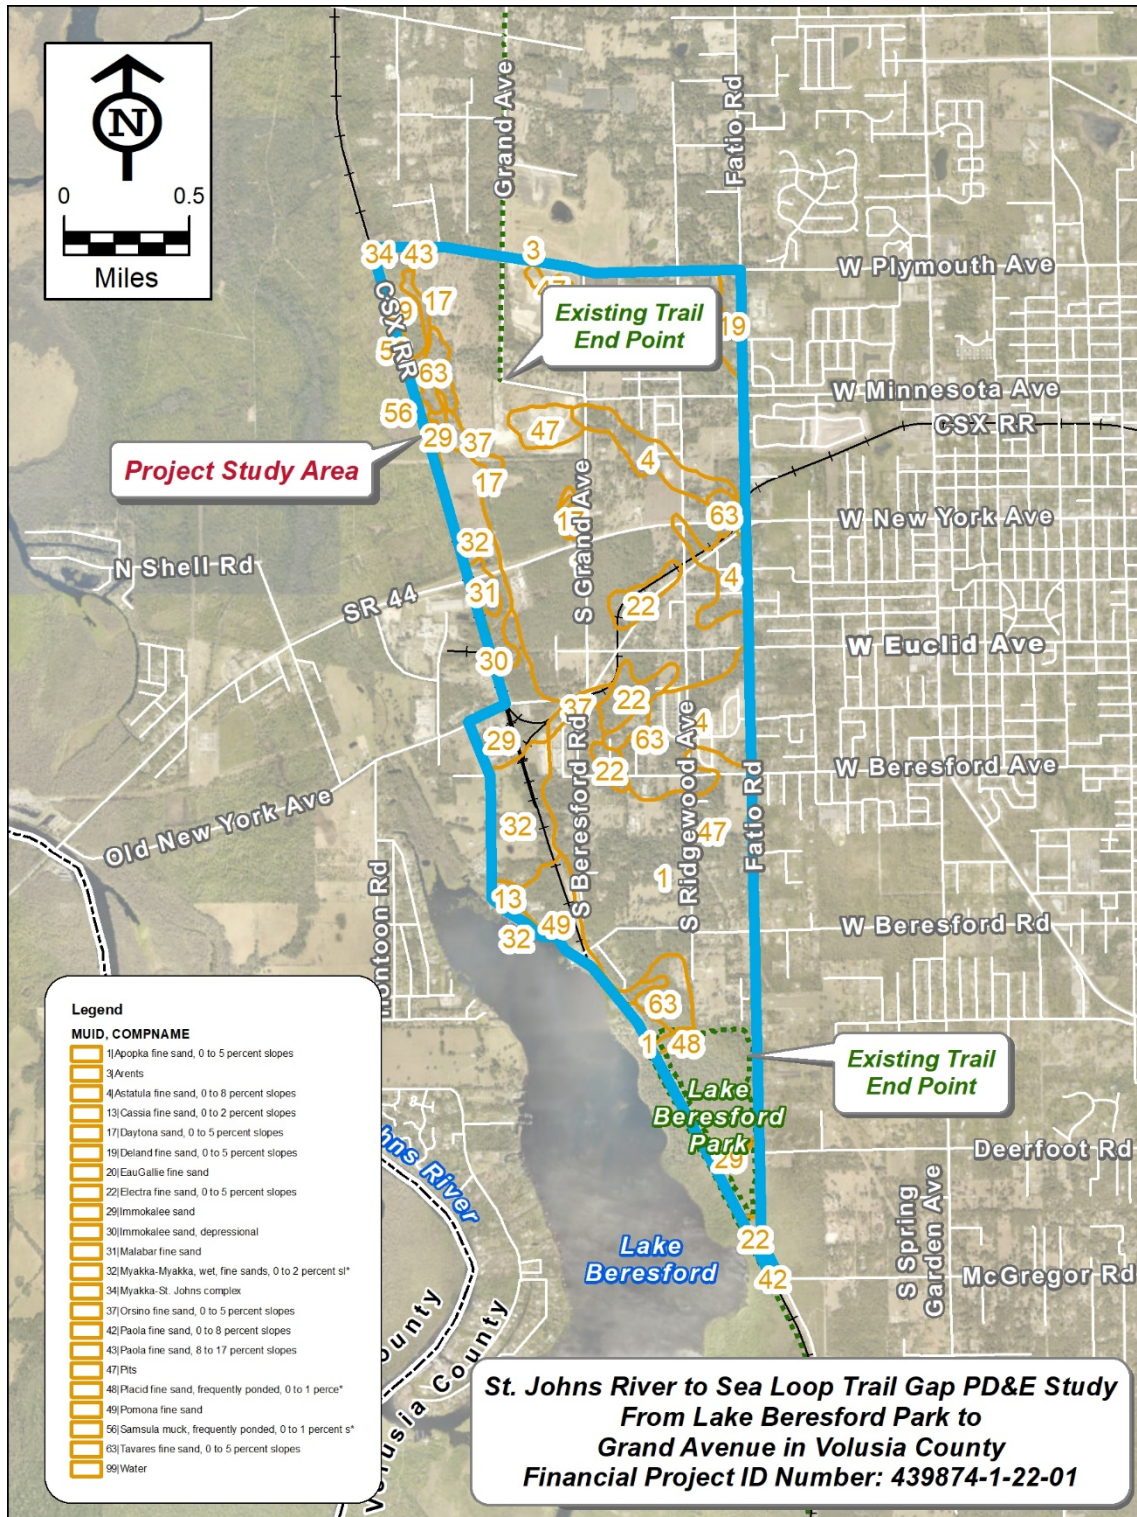 N
0 0.5
Miles
Grand Ave
Fatio Rd
34
43
3
W Plymouth Ave
17
CSX RR
Existing Trail
End Point
19
63
W Minnesota Ave
56
CSX RR
29
37
47
Project Study Area
4
17
S Grand Ave
17
63
W New York Ave
32
N Shell Rd
4
SR 44
31
22
W Euclid Ave
30
37
22
4
29
63
S Ridgewood Ave
22
W Beresford Ave
Fatio Rd
Old New York Ave
S Beresford Rd
32
47
1
13
49
W Beresford Rd
32
63
1
48
Existing Trail
End Point
Lake
Beresford
Park
29
Deerfoot Rd
22
Lake
Beresford
42
S Spring
Garden Ave
McGregor Rd
Volusia County
Legend
MUID, COMPNAME
1|Apopka fine sand, 0 to 5 percent slopes
3|Arents
4|Astatula fine sand, 0 to 8 percent slopes
13|Cassia fine sand, 0 to 2 percent slopes
17|Daytona sand, 0 to 5 percent slopes
19|Deland fine sand, 0 to 5 percent slopes
20|EauGallie fine sand
22|Electra fine sand, 0 to 5 percent slopes
29|Immokalee sand
30|Immokalee sand, depressional
31|Malabar fine sand
32|Myakka-Myakka, wet, fine sands, 0 to 2 percent sl*
34|Myakka-St. Johns complex
37|Orsino fine sand, 0 to 5 percent slopes
42|Paola fine sand, 0 to 8 percent slopes
43|Paola fine sand, 8 to 17 percent slopes
47|Pits
48|Placid fine sand, frequently ponded, 0 to 1 perce*
49|Pomona fine sand
56|Samsula muck, frequently ponded, 0 to 1 percent s*
63|Tavares fine sand, 0 to 5 percent slopes
99|Water
St. Johns River to Sea Loop Trail Gap PD&E Study
From Lake Beresford Park to
Grand Avenue in Volusia County
Financial Project ID Number: 439874-1-22-01